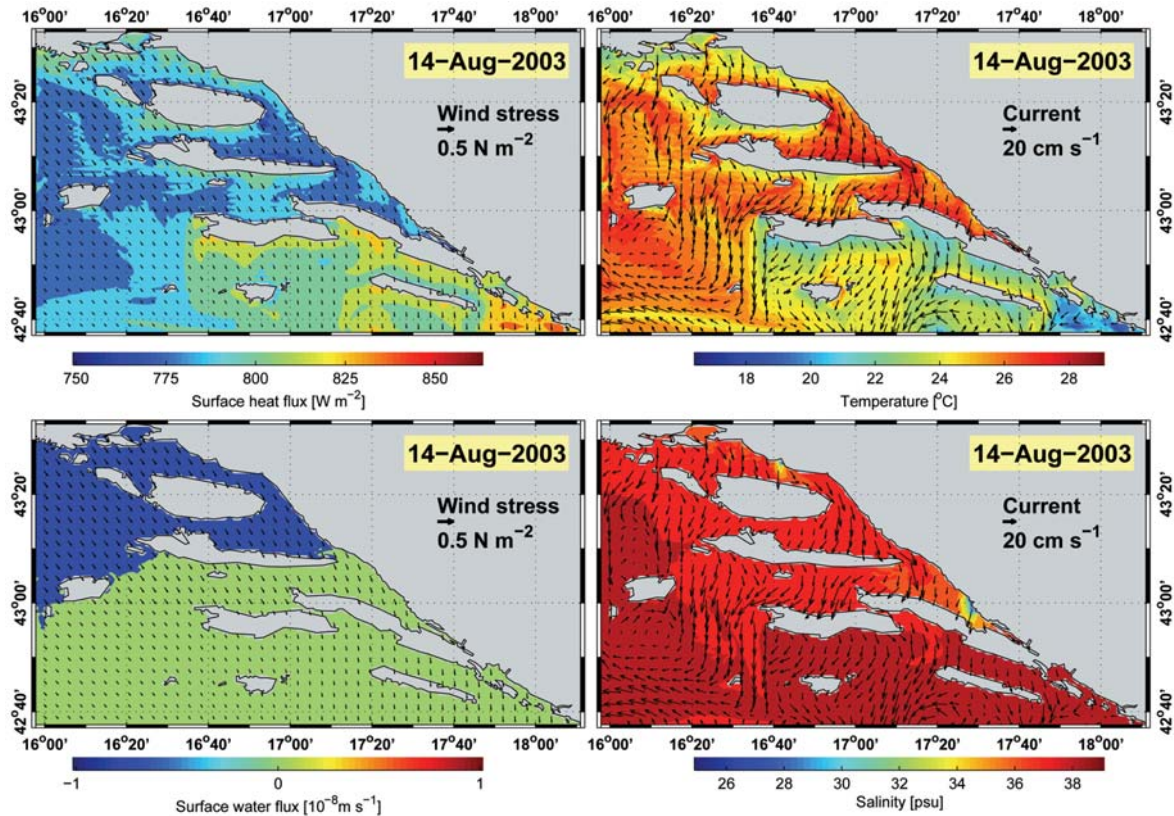 14-Aug-2003
Wind stress
0.5 N m⁻²
43°20'
43°00'
42°40'
16°00' 16°20' 16°40' 17°00' 17°20' 17°40' 18°00'
750 775 800 825 850
Surface heat flux [W m⁻²]
14-Aug-2003
Current
20 cm s⁻¹
43°20'
43°00'
42°40'
16°00' 16°20' 16°40' 17°00' 17°20' 17°40' 18°00'
18 20 22 24 26 28
Temperature [°C]
14-Aug-2003
Wind stress
0.5 N m⁻²
43°20'
43°00'
42°40'
16°00' 16°20' 16°40' 17°00' 17°20' 17°40' 18°00'
−1 0 1
Surface water flux [10⁻⁸m s⁻¹]
14-Aug-2003
Current
20 cm s⁻¹
43°20'
43°00'
42°40'
16°00' 16°20' 16°40' 17°00' 17°20' 17°40' 18°00'
26 28 30 32 34 36 38
Salinity [psu]